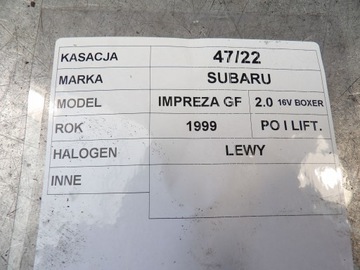 KASACJA 47/22
MARKA SUBARU
MODEL IMPREZA GF 2.0 16V BOXER
ROK 1999 PO I LIFT.
HALOGEN LEWY
INNE